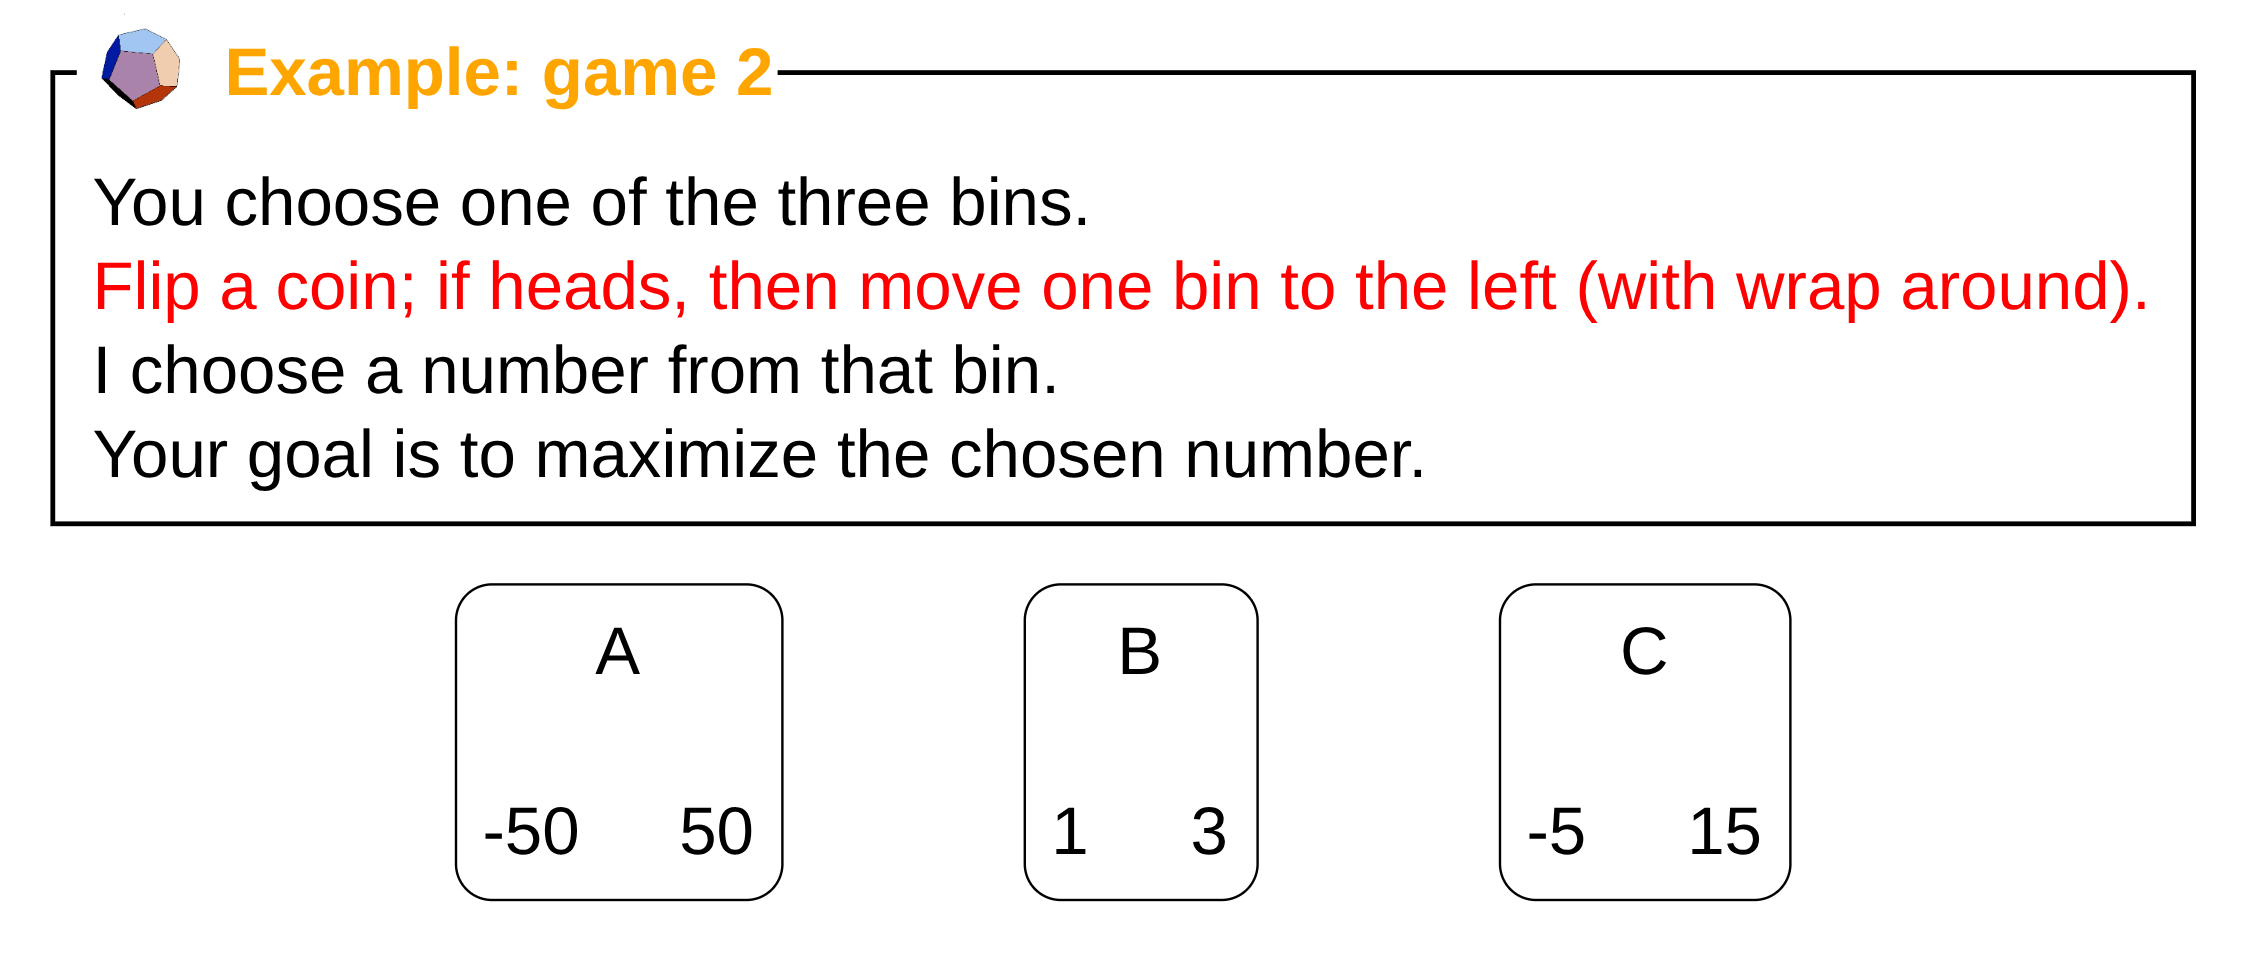 Example: game 2
You choose one of the three bins.
Flip a coin; if heads, then move one bin to the left (with wrap around).
I choose a number from that bin.
Your goal is to maximize the chosen number.
A B C
-50 50 1 3 -5 15